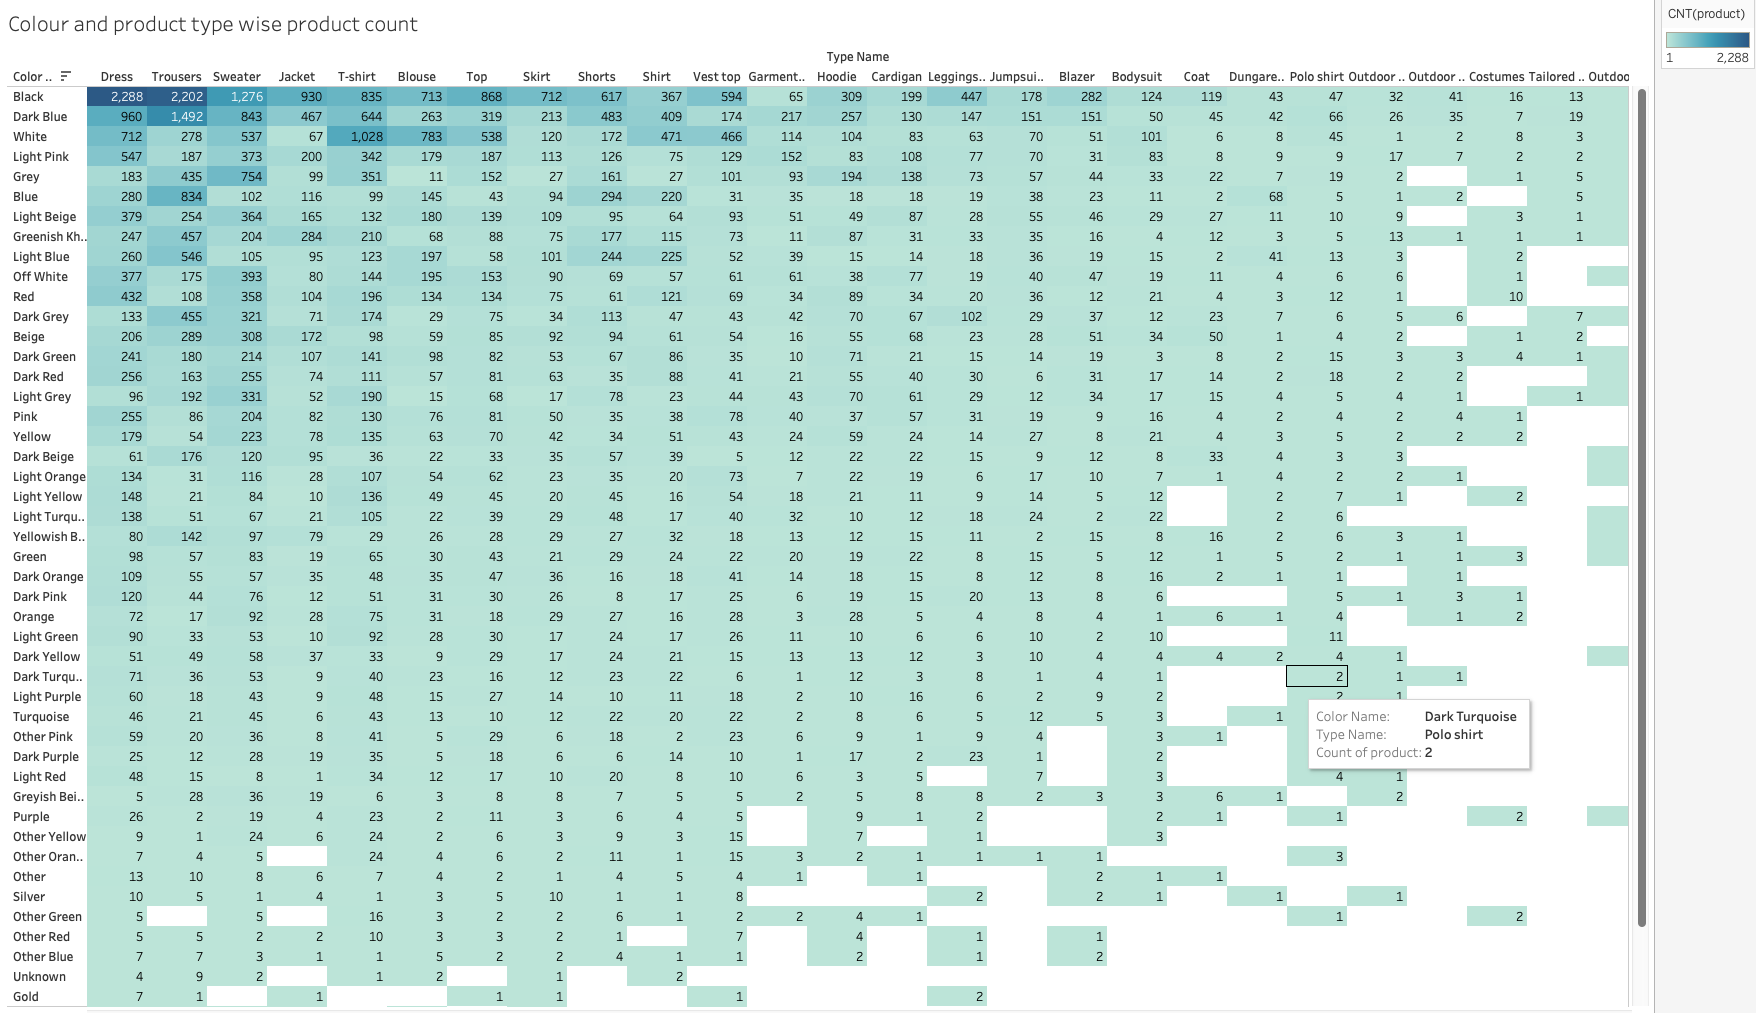 Colour and product type wise product count
CNT(product)
1 2,288
Type Name
Color .. Dress Trousers Sweater Jacket T-shirt Blouse Top Skirt Shorts Shirt Vest top Garment.. Hoodie Cardigan Leggings.. Jumpsui.. Blazer Bodysuit Coat Dungare.. Polo shirt Outdoor .. Outdoor .. Costumes Tailored .. Outdoo
Black 2,288 2,202 1,276 930 835 713 868 712 617 367 594 65 309 199 447 178 282 124 119 43 47 32 41 16 13
Dark Blue 960 1,492 843 467 644 263 319 213 483 409 174 217 257 130 147 151 151 50 45 42 66 26 35 7 19
White 712 278 537 67 1,028 783 538 120 172 471 466 114 104 83 63 70 51 101 6 8 45 1 2 8 3
Light Pink 547 187 373 200 342 179 187 113 126 75 129 152 83 108 77 70 31 83 8 9 9 17 7 2 2
Grey 183 435 754 99 351 11 152 27 161 27 101 93 194 138 73 57 44 33 22 7 19 2 1 5
Blue 280 834 102 116 99 145 43 94 294 220 31 35 18 18 19 38 23 11 2 68 5 1 2 5
Light Beige 379 254 364 165 132 180 139 109 95 64 93 51 49 87 28 55 46 29 27 11 10 9 3 1
Greenish Kh.. 247 457 204 284 210 68 88 75 177 115 73 11 87 31 33 35 16 4 12 3 5 13 1 1 1
Light Blue 260 546 105 95 123 197 58 101 244 225 52 39 15 14 18 36 19 15 2 41 13 3 2
Off White 377 175 393 80 144 195 153 90 69 57 61 61 38 77 19 40 47 19 11 4 6 6 1
Red 432 108 358 104 196 134 134 75 61 121 69 34 89 34 20 36 12 21 4 3 12 1 10
Dark Grey 133 455 321 71 174 29 75 34 113 47 43 42 70 67 102 29 37 12 23 7 6 5 6 7
Beige 206 289 308 172 98 59 85 92 94 61 54 16 55 68 23 28 51 34 50 1 4 2 1 2
Dark Green 241 180 214 107 141 98 82 53 67 86 35 10 71 21 15 14 19 3 8 2 15 3 3 4 1
Dark Red 256 163 255 74 111 57 81 63 35 88 41 21 55 40 30 6 31 17 14 2 18 2 2
Light Grey 96 192 331 52 190 15 68 17 78 23 44 43 70 61 29 12 34 17 15 4 5 4 1 1
Pink 255 86 204 82 130 76 81 50 35 38 78 40 37 57 31 19 9 16 4 2 4 2 4 1
Yellow 179 54 223 78 135 63 70 42 34 51 43 24 59 24 14 27 8 21 4 3 5 2 2 2
Dark Beige 61 176 120 95 36 22 33 35 57 39 5 12 22 22 15 9 12 8 33 4 3 3
Light Orange 134 31 116 28 107 54 62 23 35 20 73 7 22 19 6 17 10 7 1 4 2 2 1
Light Yellow 148 21 84 10 136 49 45 20 45 16 54 18 21 11 9 14 5 12 2 7 1 2
Light Turqu.. 138 51 67 21 105 22 39 29 48 17 40 32 10 12 18 24 2 22 2 6
Yellowish B.. 80 142 97 79 29 26 28 29 27 32 18 13 12 15 11 2 15 8 16 2 6 3 1
Green 98 57 83 19 65 30 43 21 29 24 22 20 19 22 8 15 5 12 1 5 2 1 1 3
Dark Orange 109 55 57 35 48 35 47 36 16 18 41 14 18 15 8 12 8 16 2 1 1 1
Dark Pink 120 44 76 12 51 31 30 26 8 17 25 6 19 15 20 13 8 6 5 1 3 1
Orange 72 17 92 28 75 31 18 29 27 16 28 3 28 5 4 8 4 1 6 1 4 1 2
Light Green 90 33 53 10 92 28 30 17 24 17 26 11 10 6 6 10 2 10 11
Dark Yellow 51 49 58 37 33 9 29 17 24 21 15 13 13 12 3 10 4 4 4 2 4 1
Dark Turqu.. 71 36 53 9 40 23 16 12 23 22 6 1 12 3 8 1 4 1 2 1 1
Light Purple 60 18 43 9 48 15 27 14 10 11 18 2 10 16 6 2 9 2 2 1
Turquoise 46 21 45 6 43 13 10 12 22 20 22 2 8 6 5 12 5 3 1
Other Pink 59 20 36 8 41 5 29 6 18 2 23 6 9 1 9 4 3 1
Dark Purple 25 12 28 19 35 5 18 6 6 14 10 1 17 2 23 1 2
Light Red 48 15 8 1 34 12 17 10 20 8 10 6 3 5 7 3 4 1
Greyish Bei.. 5 28 36 19 6 3 8 8 7 5 5 2 5 8 8 2 3 3 6 1 2
Purple 26 2 19 4 23 2 11 3 6 4 5 9 1 2 2 1 1 2
Other Yellow 9 1 24 6 24 2 6 3 9 3 15 7 1 3
Other Oran.. 7 4 5 24 4 6 2 11 1 15 3 2 1 1 1 1 3
Other 13 10 8 6 7 4 2 1 4 5 4 1 1 2 1 1
Silver 10 5 1 4 1 3 5 10 1 1 8 2 2 1 1 1
Other Green 5 5 16 3 2 2 6 1 2 2 4 1 1 2
Other Red 5 5 2 2 10 3 3 2 1 7 4 1 1
Other Blue 7 7 3 1 1 5 2 2 4 1 1 2 1 2
Unknown 4 9 2 1 2 1 2
Gold 7 1 1 1 1 1 2
Color Name: Dark Turquoise
Type Name: Polo shirt
Count of product: 2